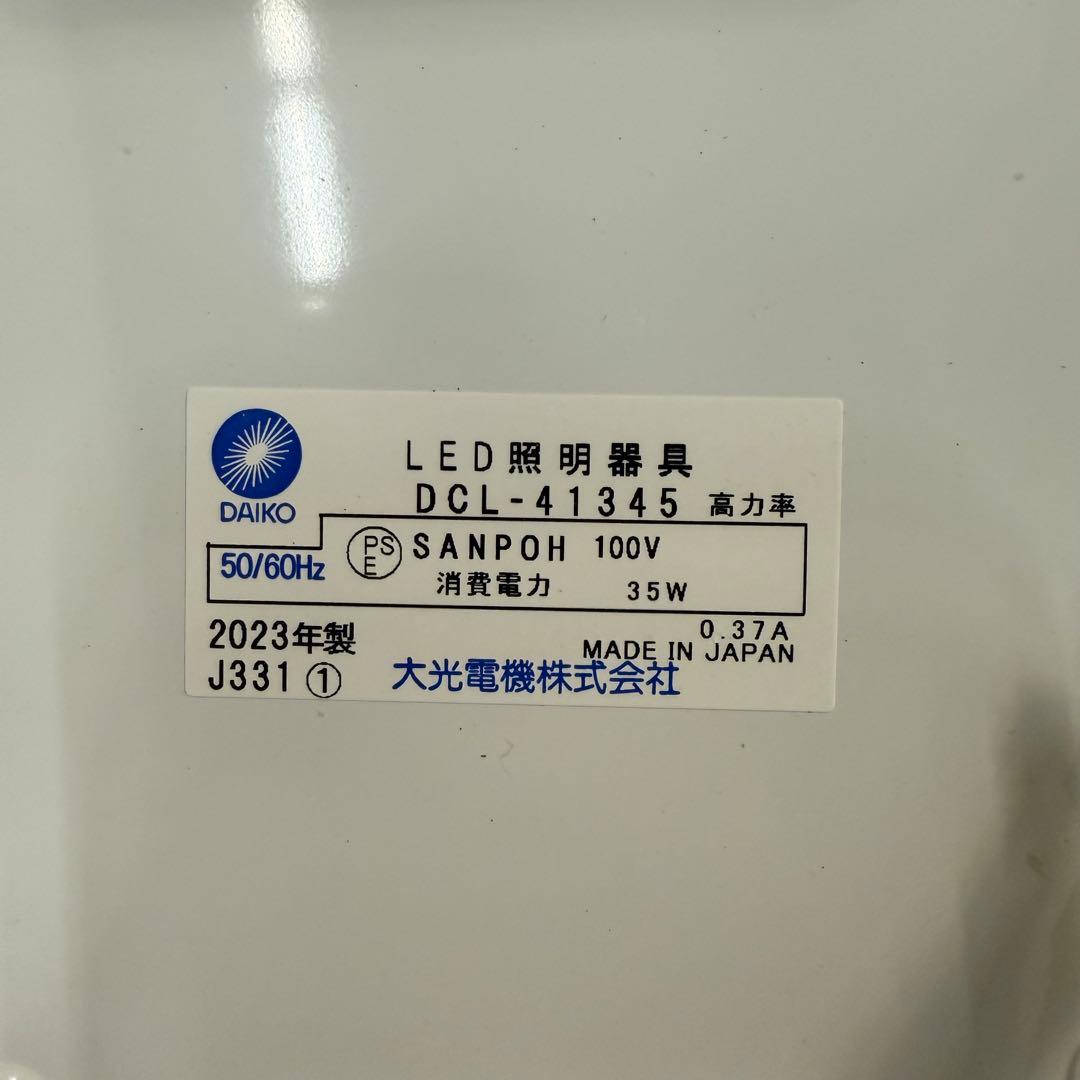 LED照明器具
DAIKO
DCL-41345 高力率
50/60Hz
PSE SANPOH 100V
消費電力 35W
0.37A
2023年製
MADE IN JAPAN
J331 ①
大光電機株式会社